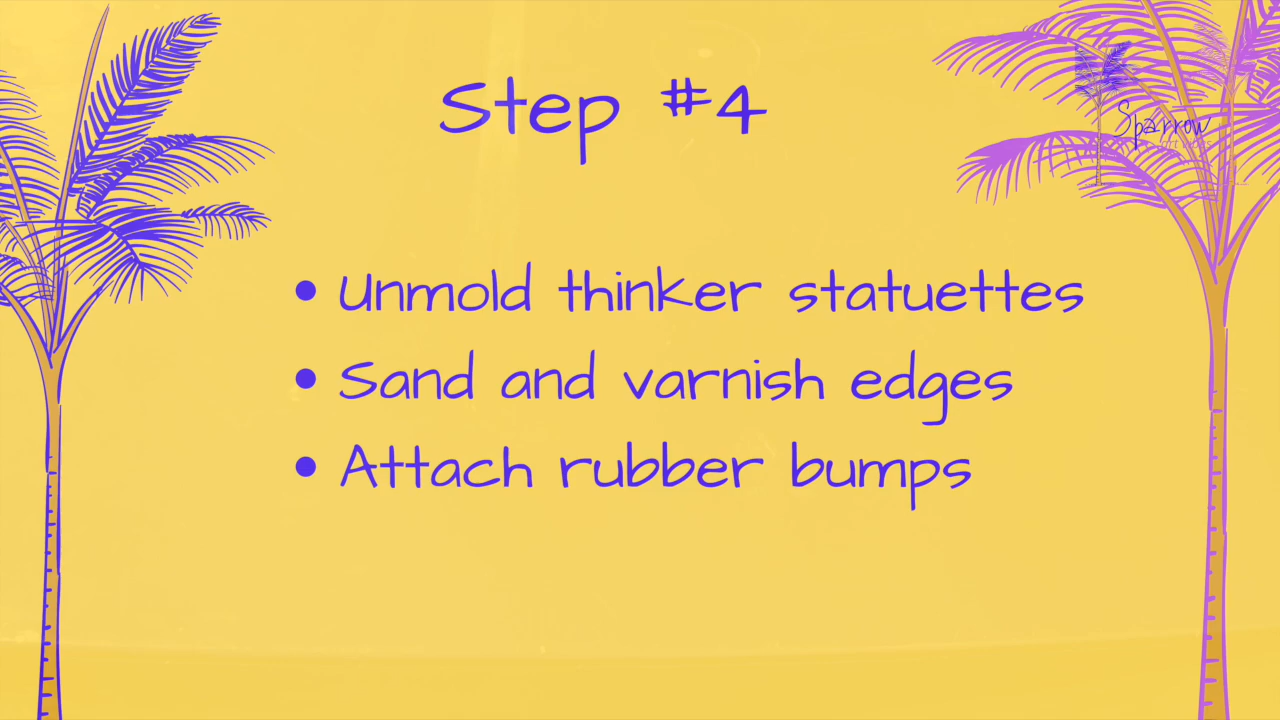 Step #4
• Unmold thinker statuettes
• Sand and varnish edges
• Attach rubber bumps
Sparrow